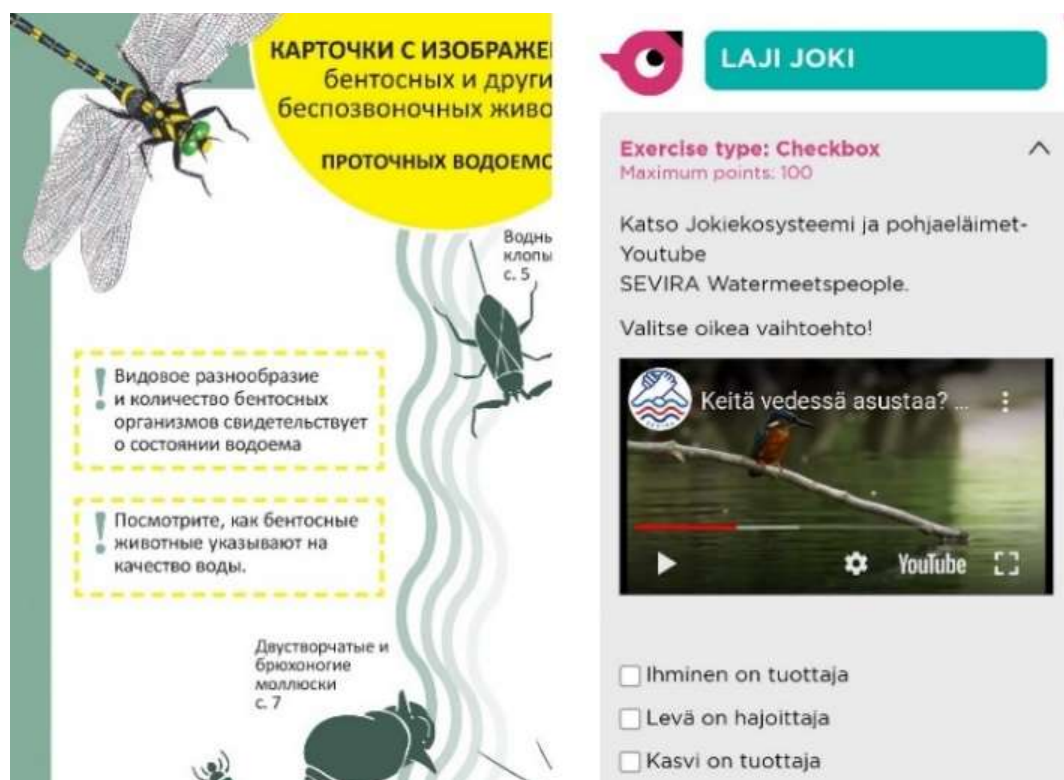 КАРТОЧКИ С ИЗОБРАЖЕ
бентосных и други
беспозвоночных живо
ПРОТОЧНЫХ ВОДОЕМО
Водны
клопы
с. 5
Видовое разнообразие
и количество бентосных
организмов свидетельствует
о состоянии водоема
Посмотрите, как бентосные
животные указывают на
качество воды.
Двустворчатые и
брюхоногие
моллюски
с. 7
LAJI JOKI
Exercise type: Checkbox
Maximum points: 100
Katso Jokiekosysteemi ja pohjaeläimet-
Youtube
SEVIRA Watermeetspeople.
Valitse oikea vaihtoehto!
Keitä vedessä asustaa? ...
SEVIRA
YouTube
Ihminen on tuottaja
Levä on hajoittaja
Kasvi on tuottaja